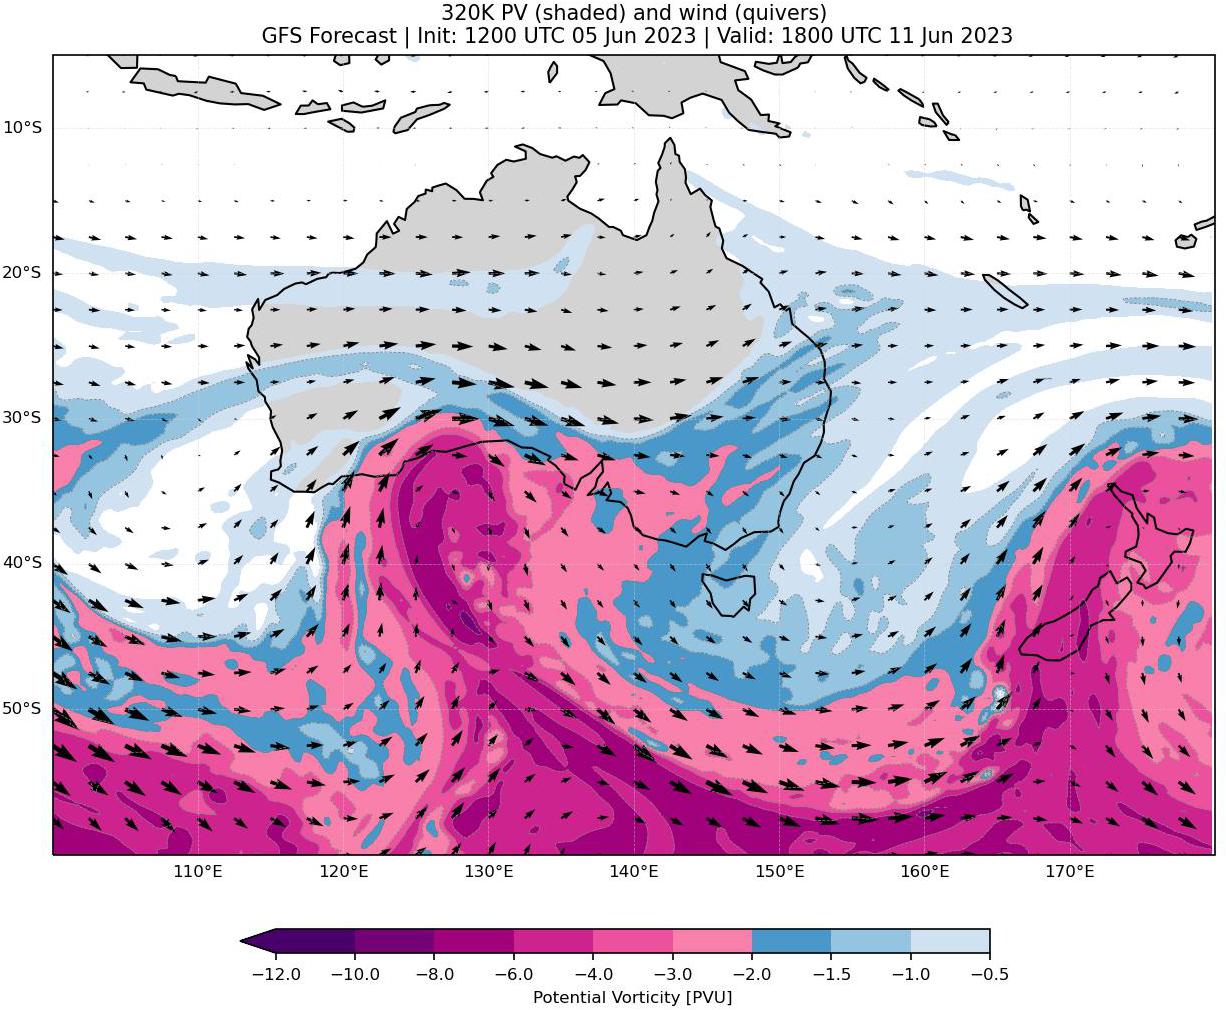 320K PV (shaded) and wind (quivers)
GFS Forecast | Init: 1200 UTC 05 Jun 2023 | Valid: 1800 UTC 11 Jun 2023
10°S
20°S
30°S
40°S
50°S
110°E 120°E 130°E 140°E 150°E 160°E 170°E
−12.0 −10.0 −8.0 −6.0 −4.0 −3.0 −2.0 −1.5 −1.0 −0.5
Potential Vorticity [PVU]